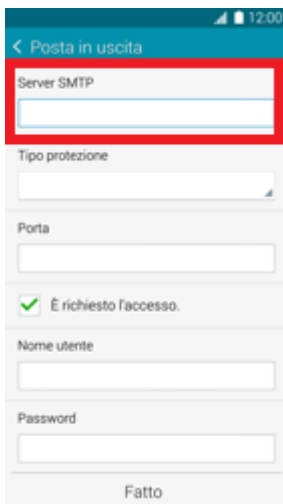 12:00
Posta in uscita
Server SMTP
Tipo protezione
Porta
È richiesto l'accesso.
Nome utente
Password
Fatto